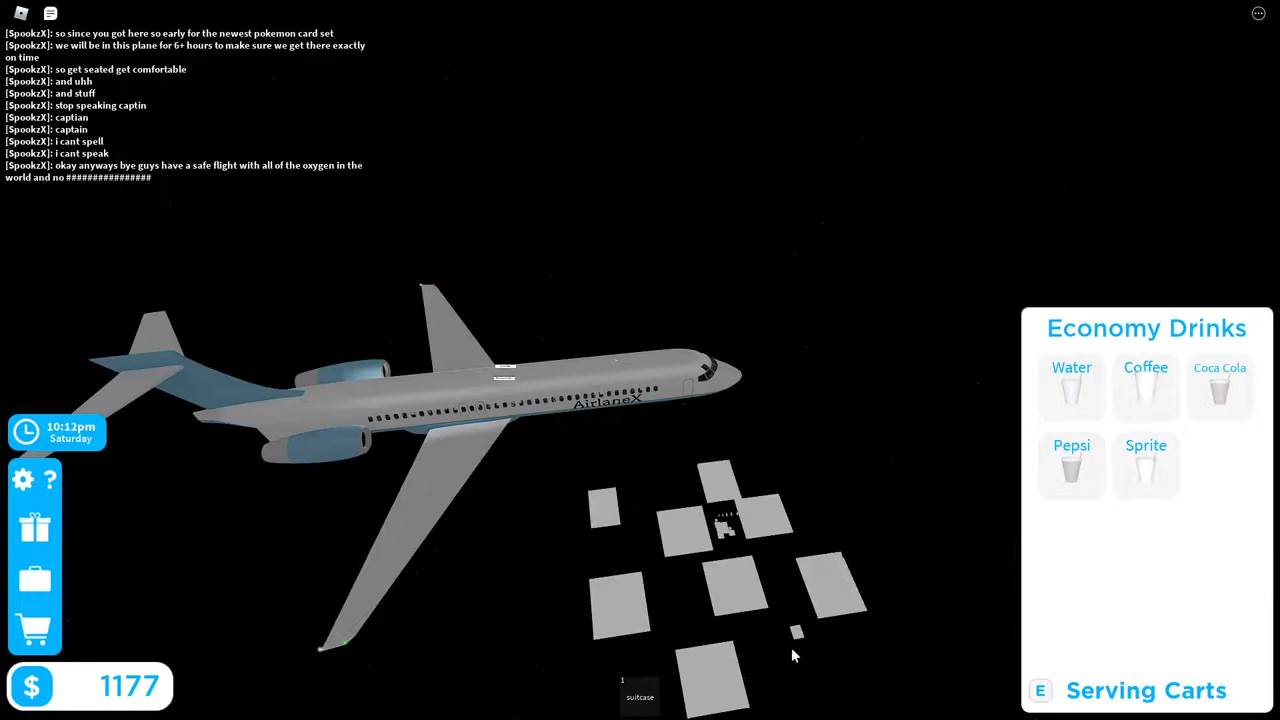 [SpookzX]: so since you got here so early for the newest pokemon card set
[SpookzX]: we will be in this plane for 6+ hours to make sure we get there exactly
on time
[SpookzX]: so get seated get comfortable
[SpookzX]: and uhh
[SpookzX]: and stuff
[SpookzX]: stop speaking captin
[SpookzX]: captian
[SpookzX]: captain
[SpookzX]: i cant spell
[SpookzX]: i cant speak
[SpookzX]: okay anyways bye guys have a safe flight with all of the oxygen in the
world and no ################
AirlaneX
10:12pm
Saturday
?
$ 1177
1
suitcase
Economy Drinks
Water Coffee Coca Cola
Pepsi Sprite
E Serving Carts